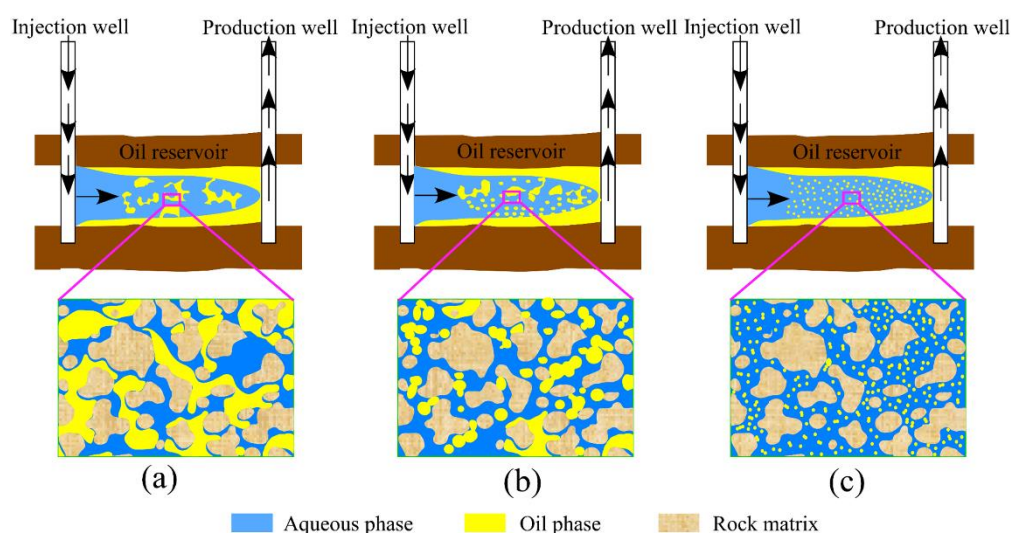 Injection well Production well
Oil reservoir
(a)
Injection well Production well
Oil reservoir
(b)
Injection well Production well
Oil reservoir
(c)
Aqueous phase Oil phase Rock matrix